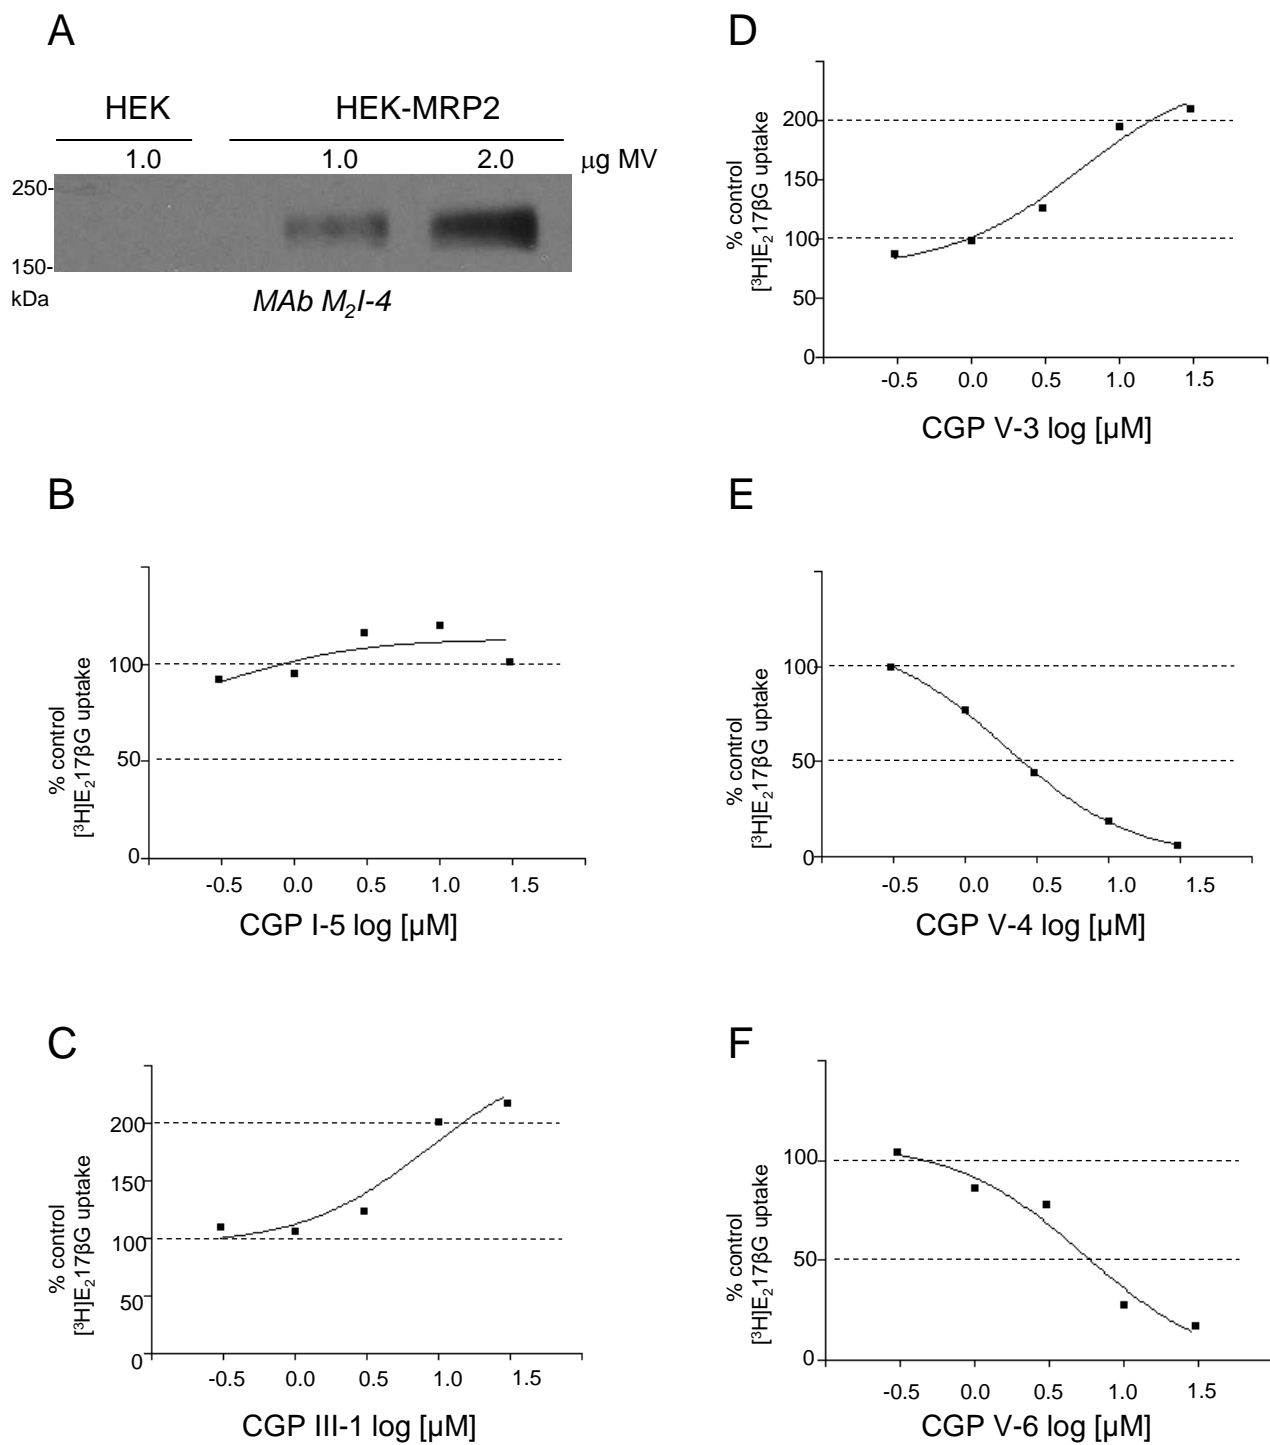 A
HEK HEK-MRP2
1.0 1.0 2.0 µg MV
250-
150-
kDa
MAb M₂I-4
B
% control
[³H]E₂17βG uptake
100
50
0
-0.5 0.0 0.5 1.0 1.5
CGP I-5 log [µM]
C
% control
[³H]E₂17βG uptake
200
150
100
50
0
-0.5 0.0 0.5 1.0 1.5
CGP III-1 log [µM]
D
% control
[³H]E₂17βG uptake
200
150
100
50
0
-0.5 0.0 0.5 1.0 1.5
CGP V-3 log [µM]
E
% control
[³H]E₂17βG uptake
100
50
0
-0.5 0.0 0.5 1.0 1.5
CGP V-4 log [µM]
F
% control
[³H]E₂17βG uptake
100
50
0
-0.5 0.0 0.5 1.0 1.5
CGP V-6 log [µM]